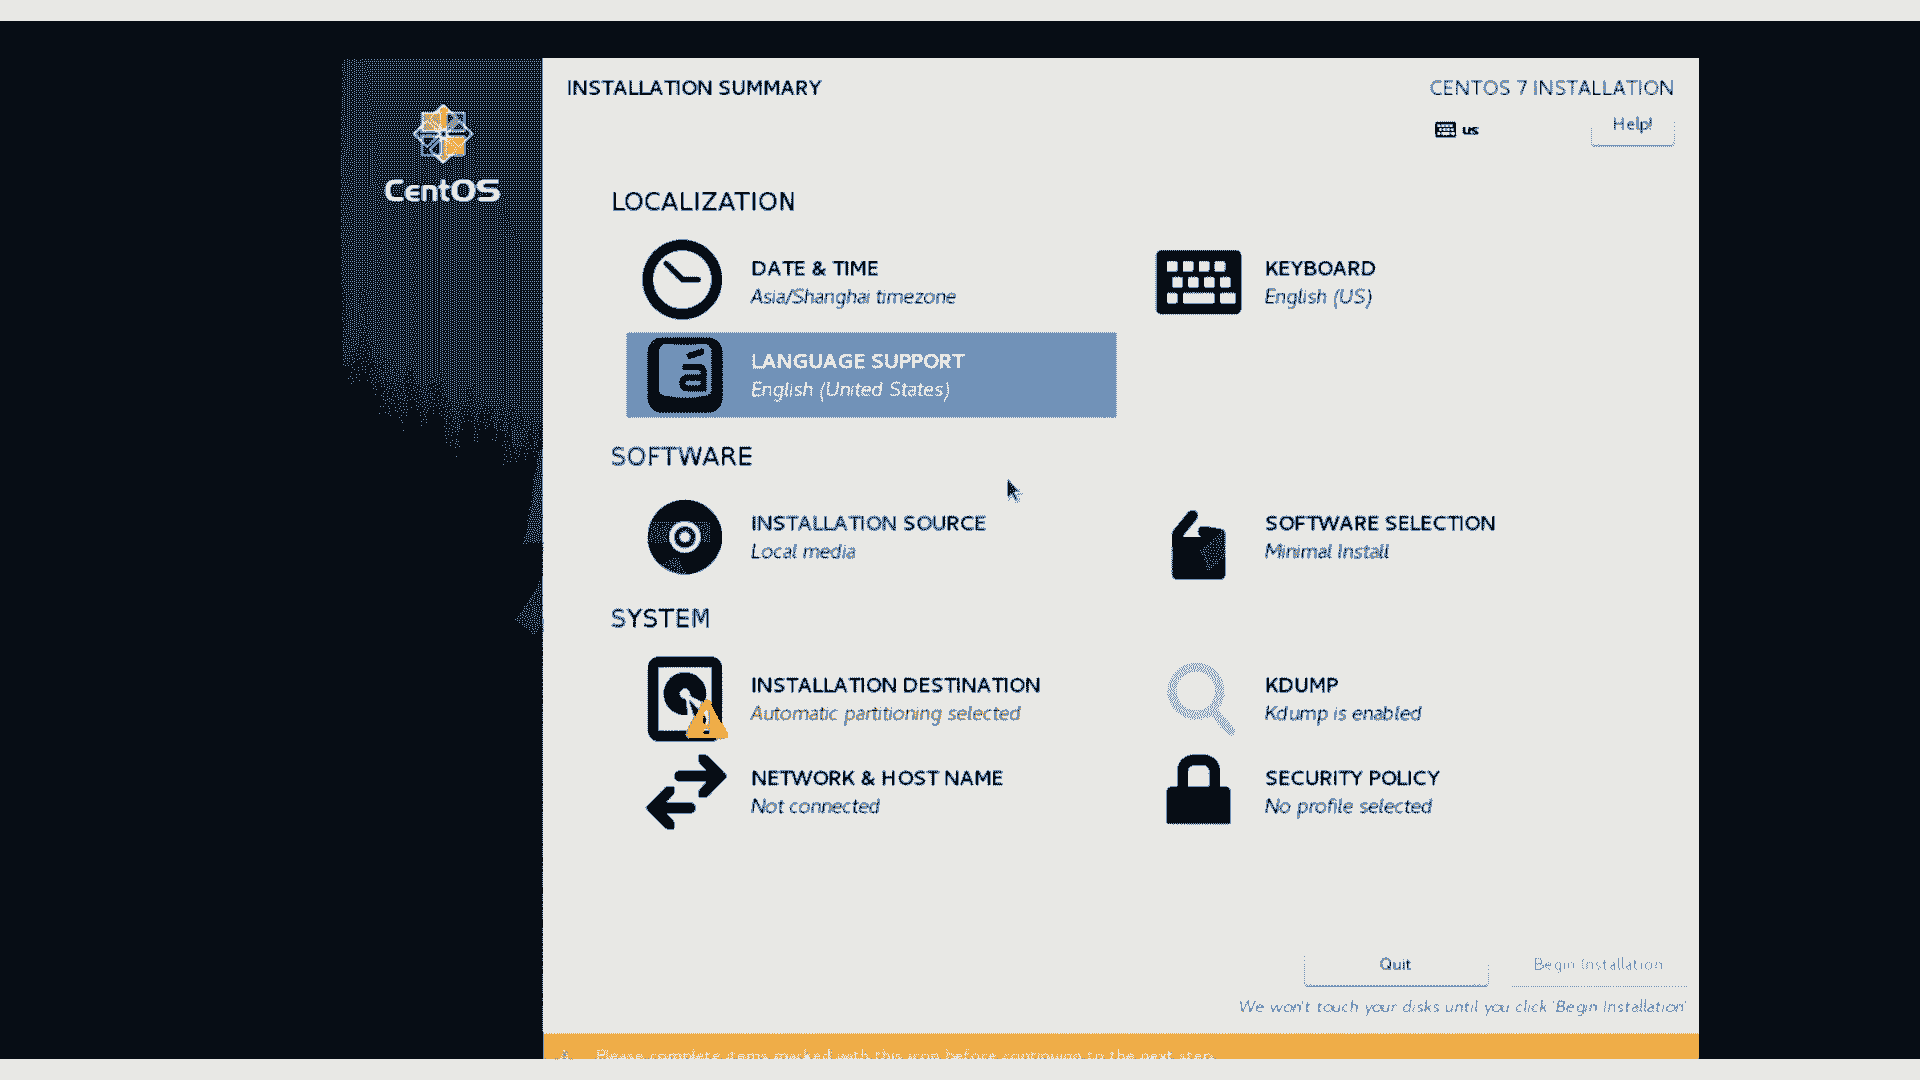 INSTALLATION SUMMARY
CENTOS 7 INSTALLATION
us
Help!
CentOS
LOCALIZATION
DATE & TIME
Asia/Shanghai timezone
KEYBOARD
English (US)
LANGUAGE SUPPORT
English (United States)
SOFTWARE
INSTALLATION SOURCE
Local media
SOFTWARE SELECTION
Minimal Install
SYSTEM
INSTALLATION DESTINATION
Automatic partitioning selected
KDUMP
Kdump is enabled
NETWORK & HOST NAME
Not connected
SECURITY POLICY
No profile selected
Quit
Begin Installation
We won't touch your disks until you click 'Begin Installation'
Please complete items marked with this icon before continuing to the next step.